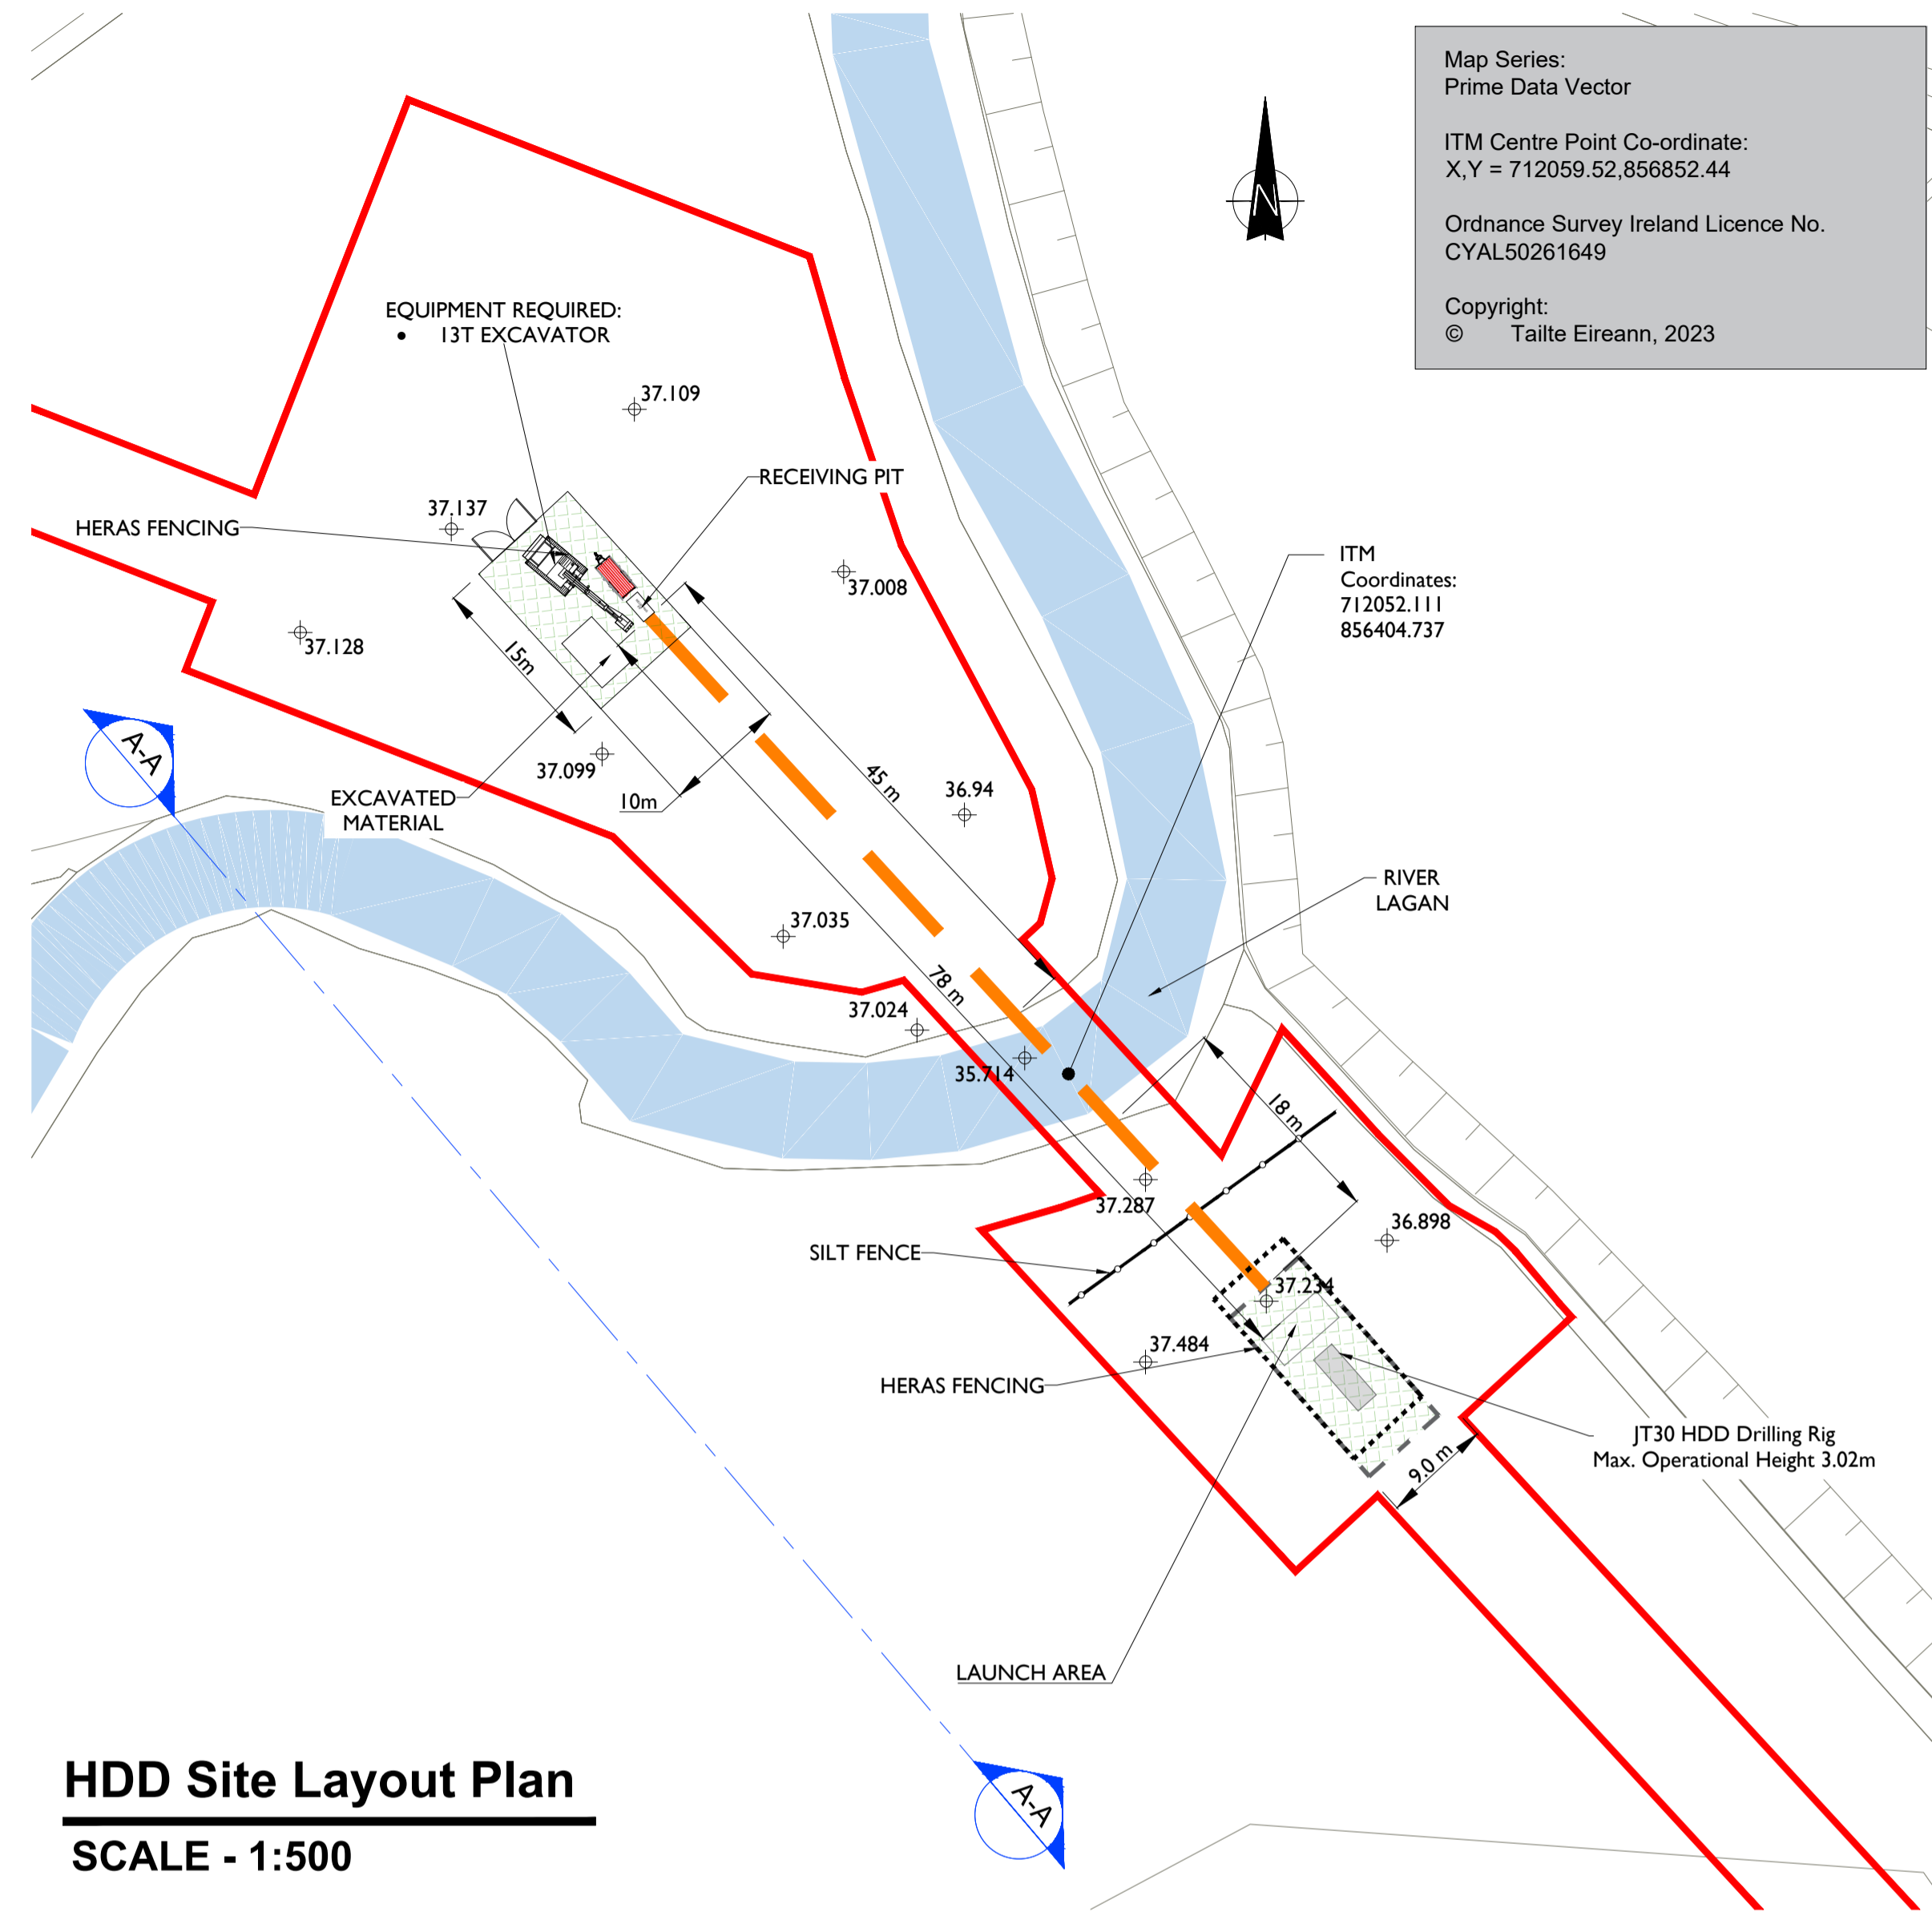 Map Series:
Prime Data Vector
ITM Centre Point Co-ordinate:
X,Y = 712059.52,856852.44
Ordnance Survey Ireland Licence No.
CYAL50261649
Copyright:
© Tailte Eireann, 2023
N
EQUIPMENT REQUIRED:
• 13T EXCAVATOR
37.109
RECEIVING PIT
37.137
HERAS FENCING
ITM
Coordinates:
712052.111
856404.737
37.008
37.128
15m
A-A
37.099
45 m
36.94
10m
EXCAVATED
MATERIAL
RIVER
LAGAN
37.035
78 m
37.024
35.714
18 m
37.287
36.898
SILT FENCE
37.234
37.484
HERAS FENCING
JT30 HDD Drilling Rig
Max. Operational Height 3.02m
9.0 m
LAUNCH AREA
A-A
HDD Site Layout Plan
SCALE - 1:500